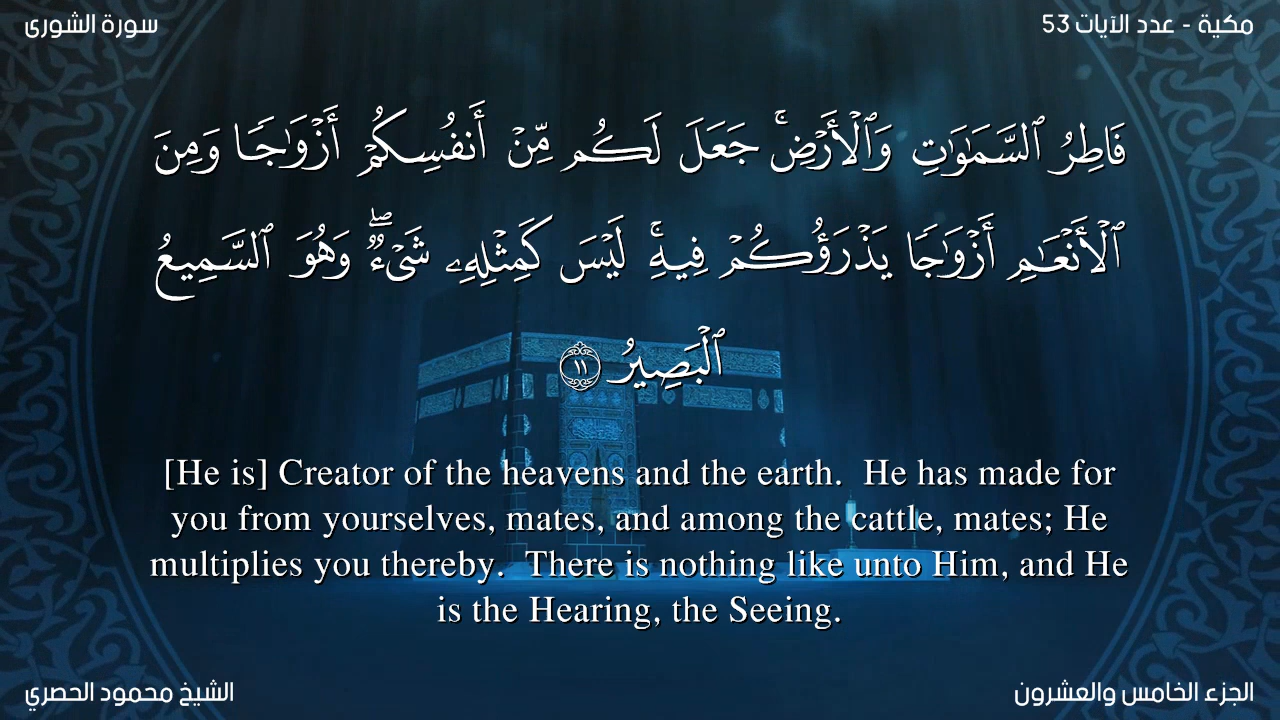 سورة الشورى
مكية - عدد الآيات 53
فَاطِرُ ٱلسَّمَٰوَٰتِ وَٱلْأَرْضِ ۚ جَعَلَ لَكُم مِّنْ أَنفُسِكُمْ أَزْوَٰجًا وَمِنَ
ٱلْأَنْعَٰمِ أَزْوَٰجًا يَذْرَؤُكُمْ فِيهِ ۚ لَيْسَ كَمِثْلِهِۦ شَىْءٌ ۖ وَهُوَ ٱلسَّمِيعُ
ٱلْبَصِيرُ ١١
[He is] Creator of the heavens and the earth.  He has made for
you from yourselves, mates, and among the cattle, mates; He
multiplies you thereby.  There is nothing like unto Him, and He
is the Hearing, the Seeing.
الشيخ محمود الحصري
الجزء الخامس والعشرون